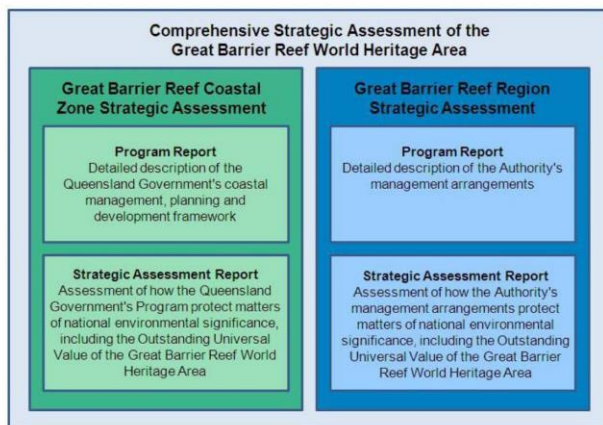 Comprehensive Strategic Assessment of the
Great Barrier Reef World Heritage Area
Great Barrier Reef Coastal
Zone Strategic Assessment
Program Report
Detailed description of the
Queensland Government's coastal
management, planning and
development framework
Strategic Assessment Report
Assessment of how the Queensland
Government's Program protect matters
of national environmental significance,
including the Outstanding Universal
Value of the Great Barrier Reef World
Heritage Area
Great Barrier Reef Region
Strategic Assessment
Program Report
Detailed description of the Authority's
management arrangements
Strategic Assessment Report
Assessment of how the Authority's
management arrangements protect
matters of national environmental
significance, including the Outstanding
Universal Value of the Great Barrier
Reef World Heritage Area